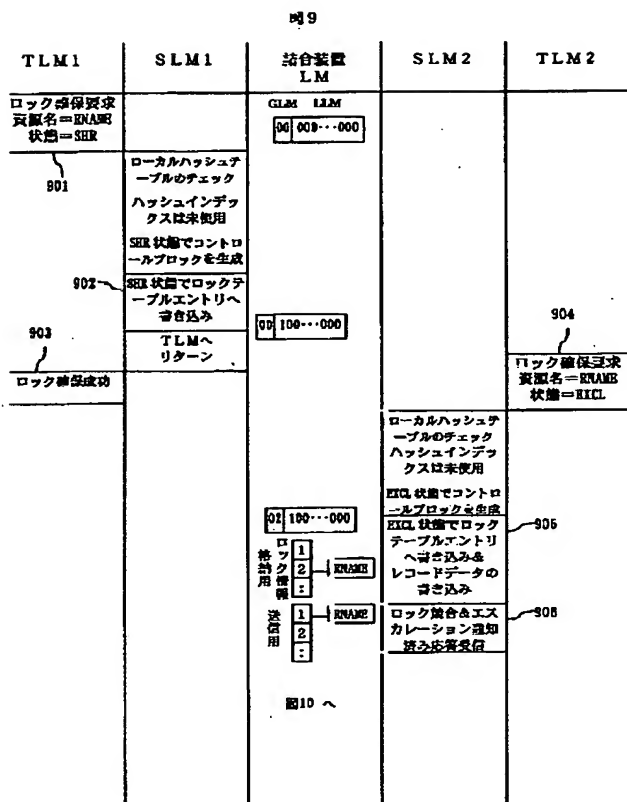 図9
TLM1
SLM1
結合装置
LM
SLM2
TLM2
ロック確保要求
資源名=RNAME
状態=SHR
901
GLM LLM
00 000・・・000
ローカルハッシュテ
ーブルのチェック
ハッシュインデッ
クスは未使用
SHR状態でコントロ
ールブロックを生成
902
SHR状態でロックテ
ーブルエントリへ
書き込み
00 100・・・000
903
TLMへ
リターン
ロック確保成功
904
ロック確保要求
資源名=RNAME
状態=EXCL
ローカルハッシュテ
ーブルのチェック
ハッシュインデッ
クスは未使用
EXCL状態でコントロ
ールブロックを生成
02 100・・・000
EXCL状態でロック
テーブルエントリ
へ書き込み&
レコードデータの
書き込み
905
ロック情報
格納用
1
2
:
RNAME
送信用
1
2
:
RNAME
ロック競合&エス
カレーション通知
済み応答受信
906
図10 へ